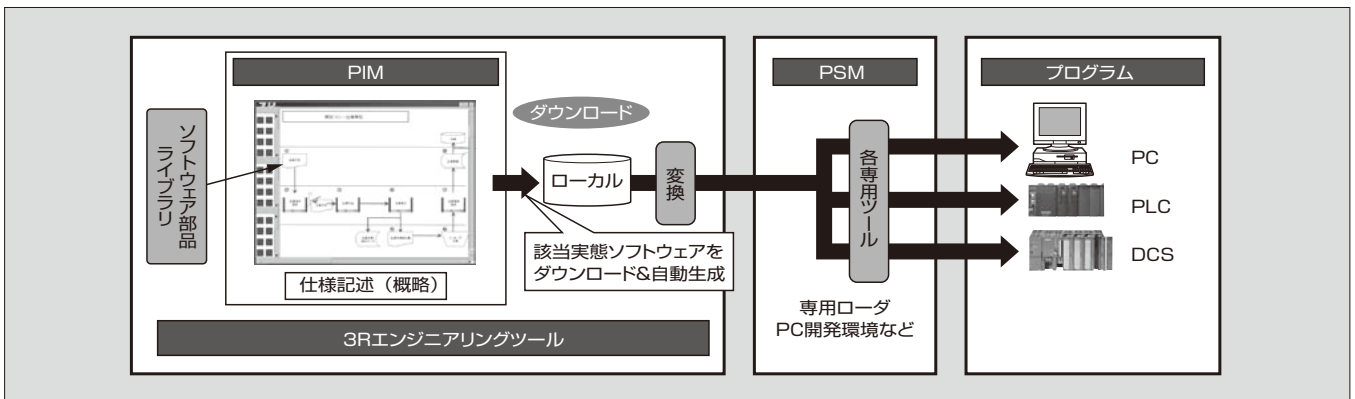 PIM
ソフトウェア部品
ライブラリ
仕様記述（概略）
ダウンロード
ローカル
変換
該当実態ソフトウェアを
ダウンロード&自動生成
3Rエンジニアリングツール
PSM
各専用ツール
専用ローダ
PC開発環境など
プログラム
PC
PLC
DCS